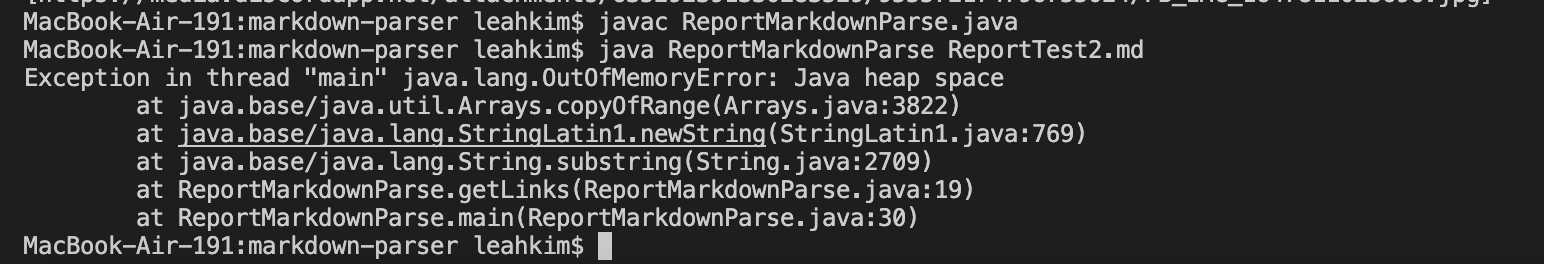 MacBook-Air-191:markdown-parser leahkim$ javac ReportMarkdownParse.java
MacBook-Air-191:markdown-parser leahkim$ java ReportMarkdownParse ReportTest2.md
Exception in thread "main" java.lang.OutOfMemoryError: Java heap space
        at java.base/java.util.Arrays.copyOfRange(Arrays.java:3822)
        at java.base/java.lang.StringLatin1.newString(StringLatin1.java:769)
        at java.base/java.lang.String.substring(String.java:2709)
        at ReportMarkdownParse.getLinks(ReportMarkdownParse.java:19)
        at ReportMarkdownParse.main(ReportMarkdownParse.java:30)
MacBook-Air-191:markdown-parser leahkim$